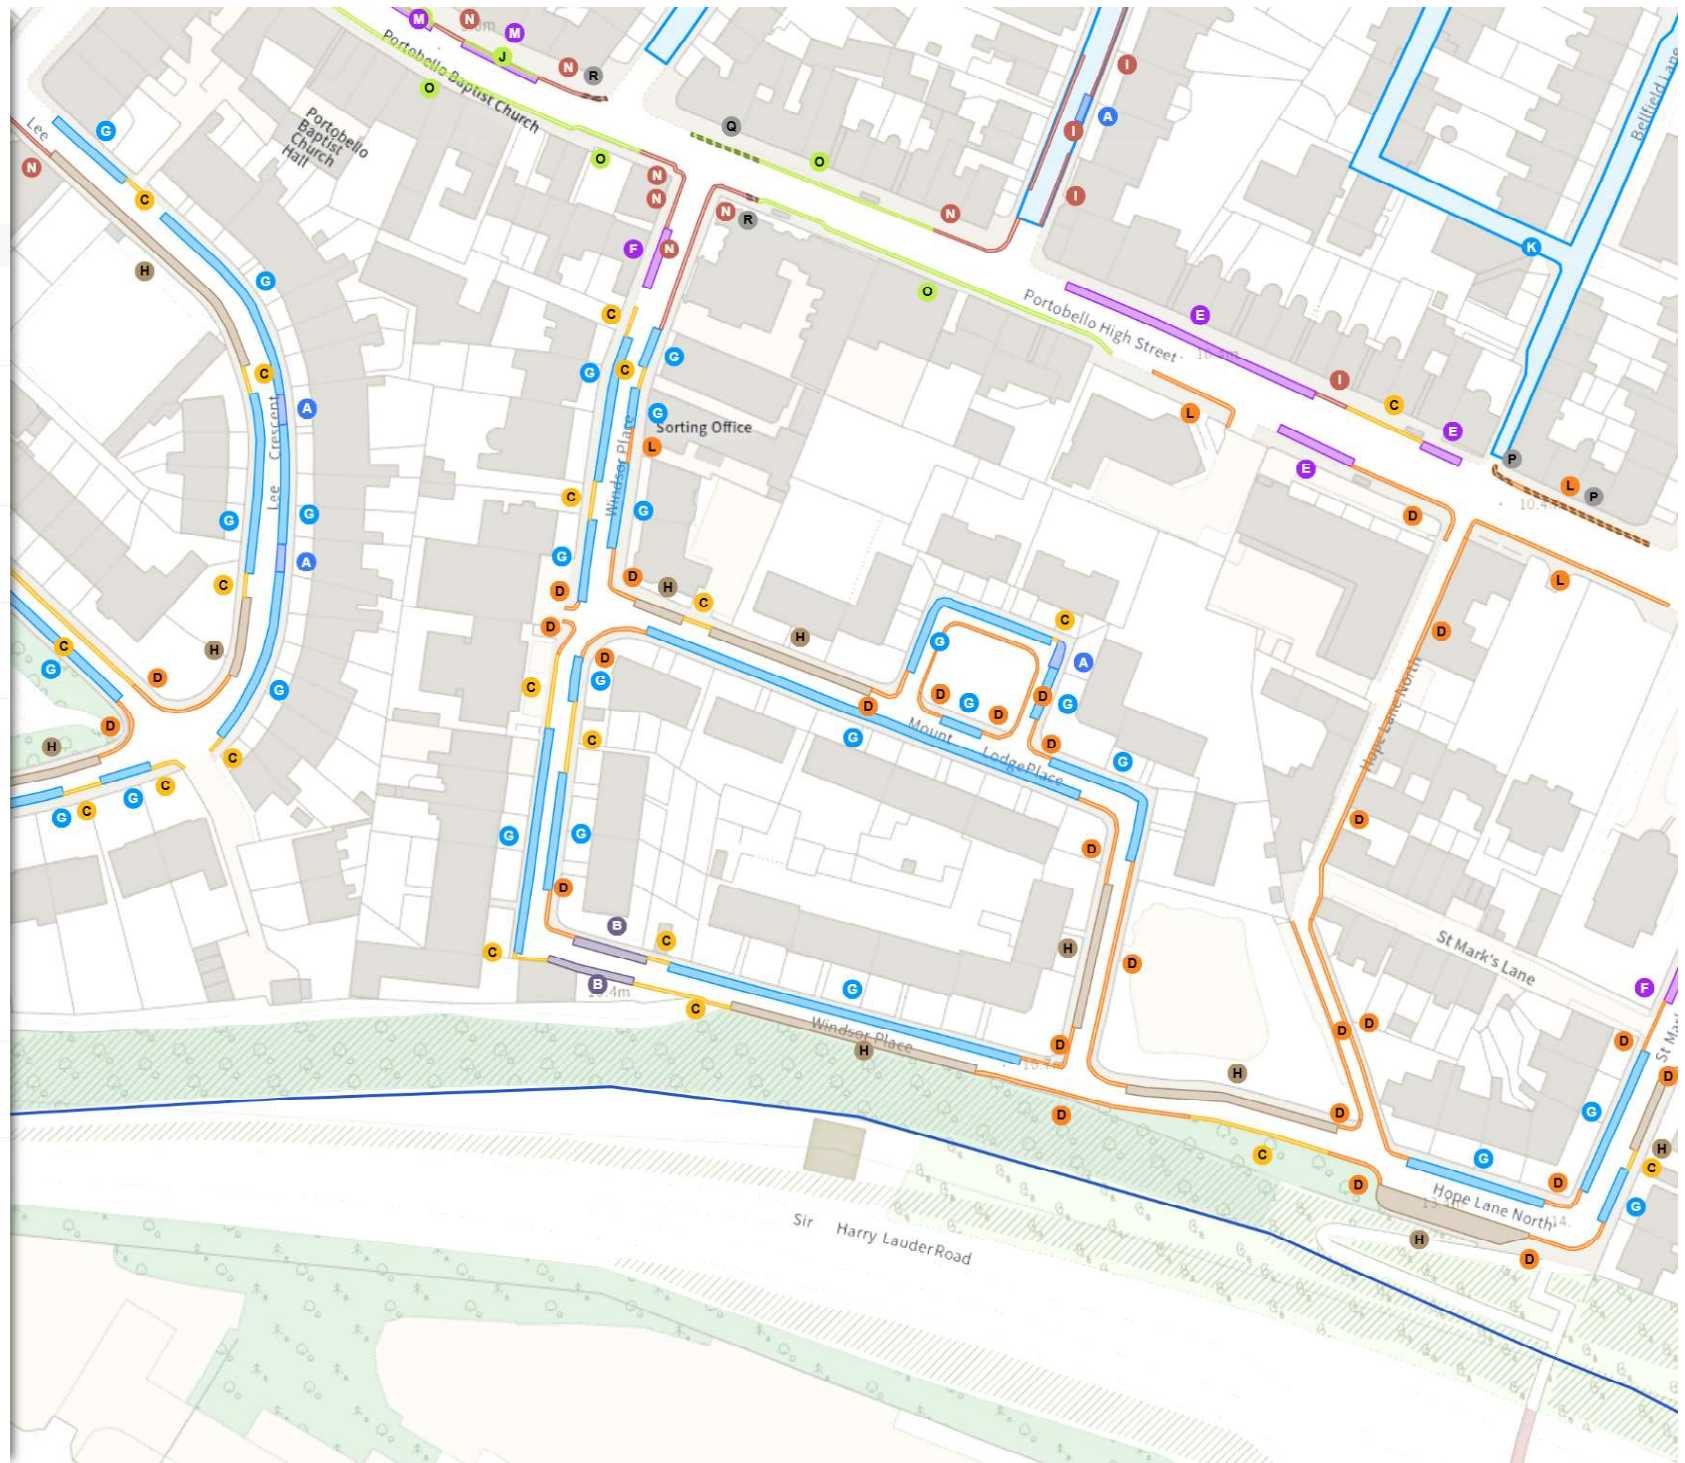 M
N
M
J
N
R
Portobello Baptist Church
O
Portobello
Baptist
Church
Hall
Lee
G
N
C
H
G
C
A
Lee Crescent
G
G
A
C
H
D
G
C
G
D
H
C
G
C
G
C
Q
O
O
N
N
N
R
F
N
N
I
A
I
I
O
Portobello High Street
E
I
C
E
E
K
Bellfield Lane
P
L
P
L
D
L
C
G
G
C
G
Sorting Office
L
Windsor Place
C
G
G
D
D
H
C
D
H
D
G
C
C
G
G
D
C
B
B
C
C
G
Windsor Place
H
D
D
G
D
G
D
C
A
D
G
D
G
Mount Lodge Place
G
D
H
D
H
D
C
D
Hope Lane North
D
D
St Mark's Lane
D
D
F
D
D
G
H
C
G
G
D
Hope Lane North
H
D
Sir Harry Lauder Road